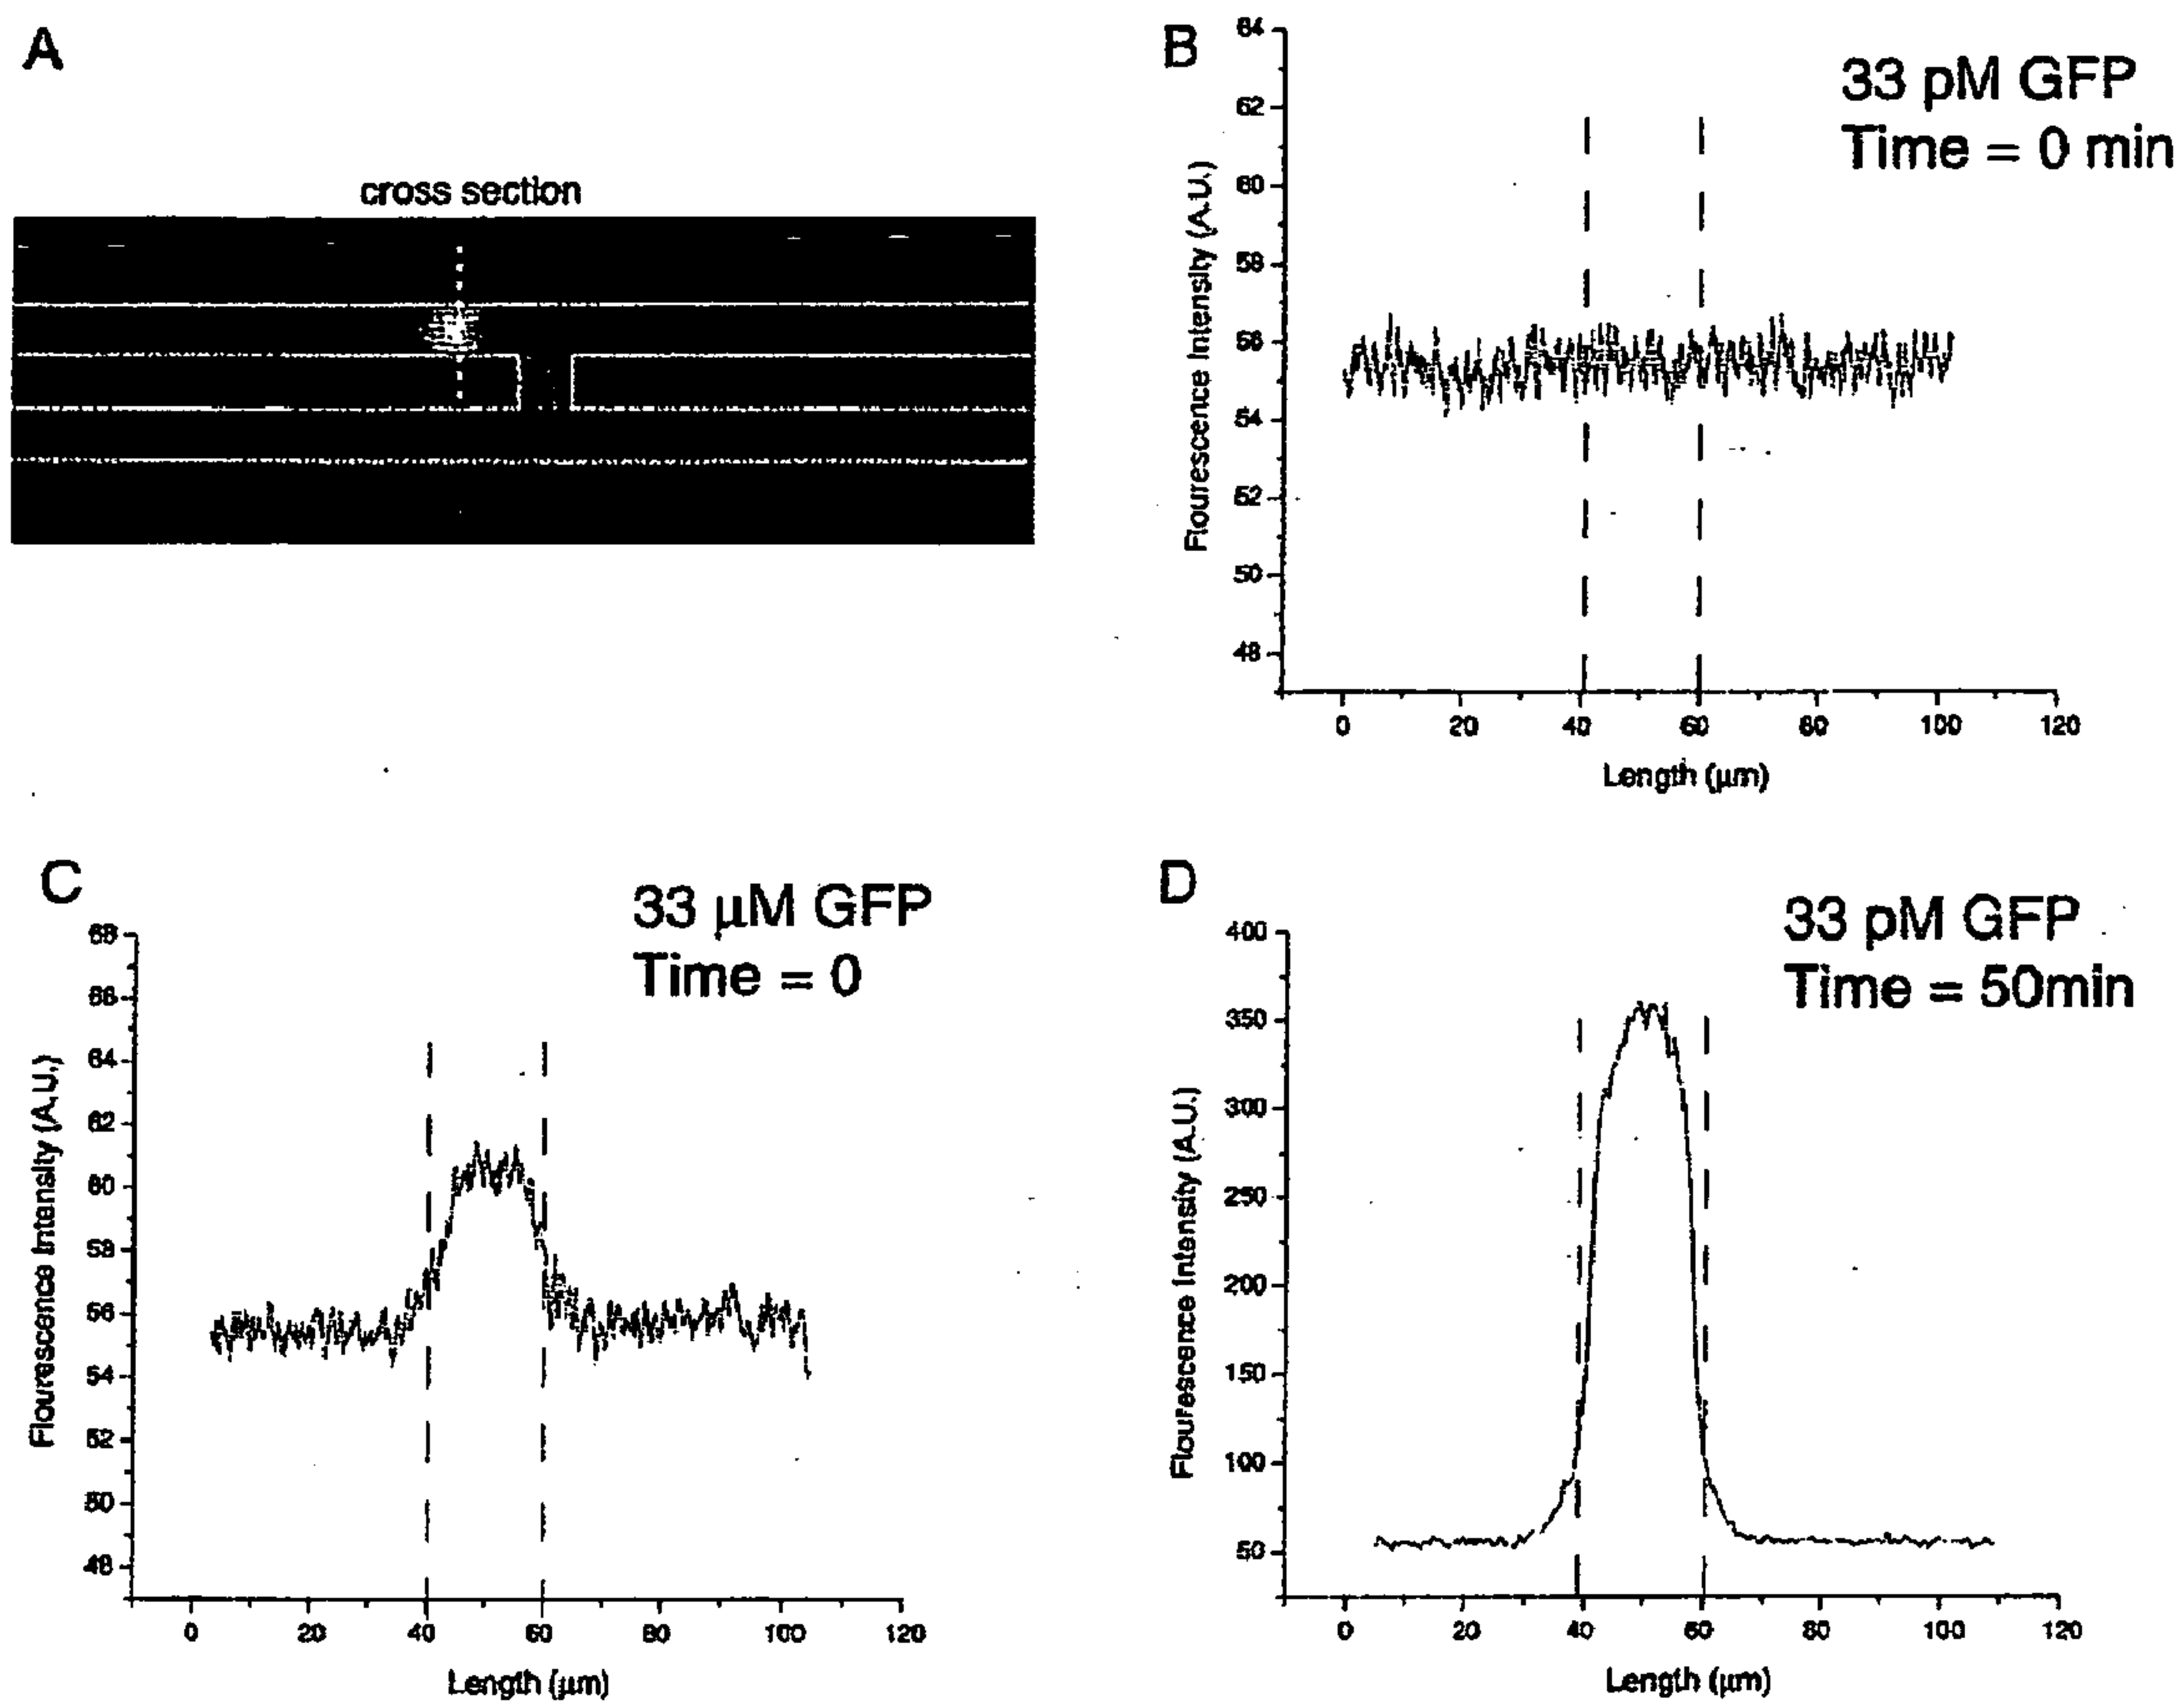 A
cross section
B
33 pM GFP
Time = 0 min
64
62
60
58
56
54
52
50
48
Flourescence Intensity (A.U.)
0 20 40 60 80 100 120
Length (µm)
C
33 µM GFP
Time = 0
68
66
64
62
60
58
56
54
52
50
48
Flourescence Intensity (A.U.)
0 20 40 60 80 100 120
Length (µm)
D
33 pM GFP
Time = 50min
400
350
300
250
200
150
100
50
Flourescence Intensity (A.U.)
0 20 40 60 80 100 120
Length (µm)